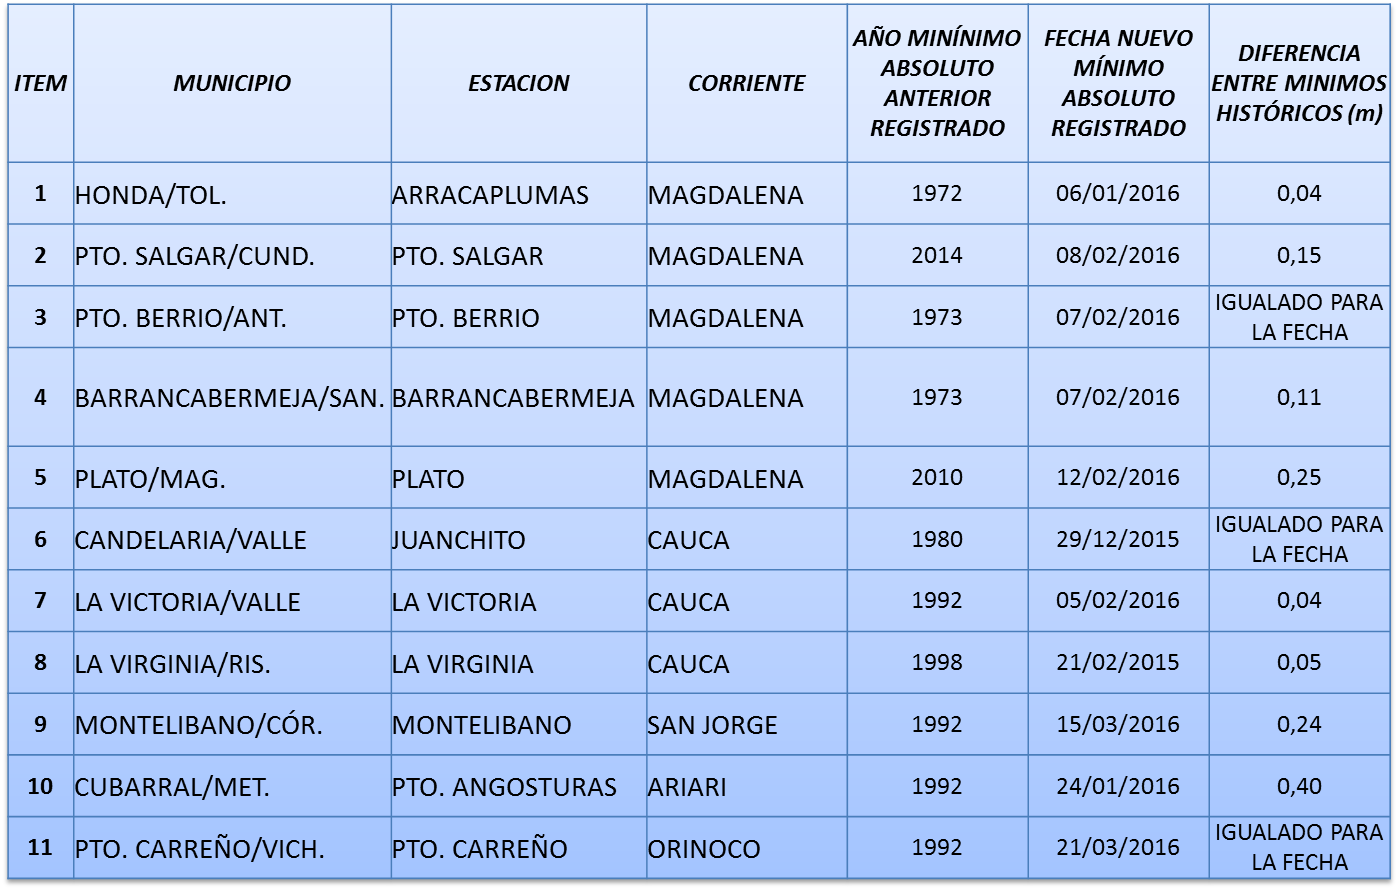 ITEM MUNICIPIO ESTACION CORRIENTE AÑO MINÍNIMO ABSOLUTO ANTERIOR REGISTRADO FECHA NUEVO MÍNIMO ABSOLUTO REGISTRADO DIFERENCIA ENTRE MINIMOS HISTÓRICOS (m)
1 HONDA/TOL. ARRACAPLUMAS MAGDALENA 1972 06/01/2016 0,04
2 PTO. SALGAR/CUND. PTO. SALGAR MAGDALENA 2014 08/02/2016 0,15
3 PTO. BERRIO/ANT. PTO. BERRIO MAGDALENA 1973 07/02/2016 IGUALADO PARA LA FECHA
4 BARRANCABERMEJA/SAN. BARRANCABERMEJA MAGDALENA 1973 07/02/2016 0,11
5 PLATO/MAG. PLATO MAGDALENA 2010 12/02/2016 0,25
6 CANDELARIA/VALLE JUANCHITO CAUCA 1980 29/12/2015 IGUALADO PARA LA FECHA
7 LA VICTORIA/VALLE LA VICTORIA CAUCA 1992 05/02/2016 0,04
8 LA VIRGINIA/RIS. LA VIRGINIA CAUCA 1998 21/02/2015 0,05
9 MONTELIBANO/CÓR. MONTELIBANO SAN JORGE 1992 15/03/2016 0,24
10 CUBARRAL/MET. PTO. ANGOSTURAS ARIARI 1992 24/01/2016 0,40
11 PTO. CARREÑO/VICH. PTO. CARREÑO ORINOCO 1992 21/03/2016 IGUALADO PARA LA FECHA